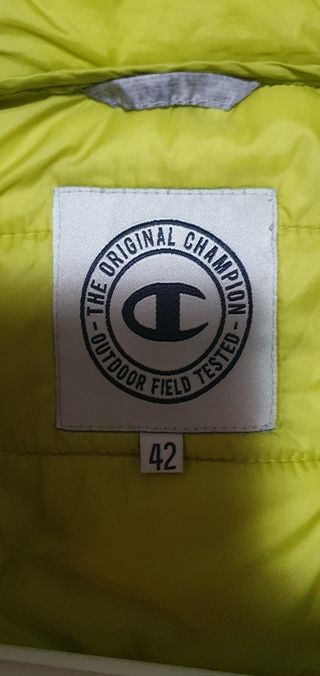 THE ORIGINAL CHAMPION
- OUTDOOR FIELD TESTED -
42